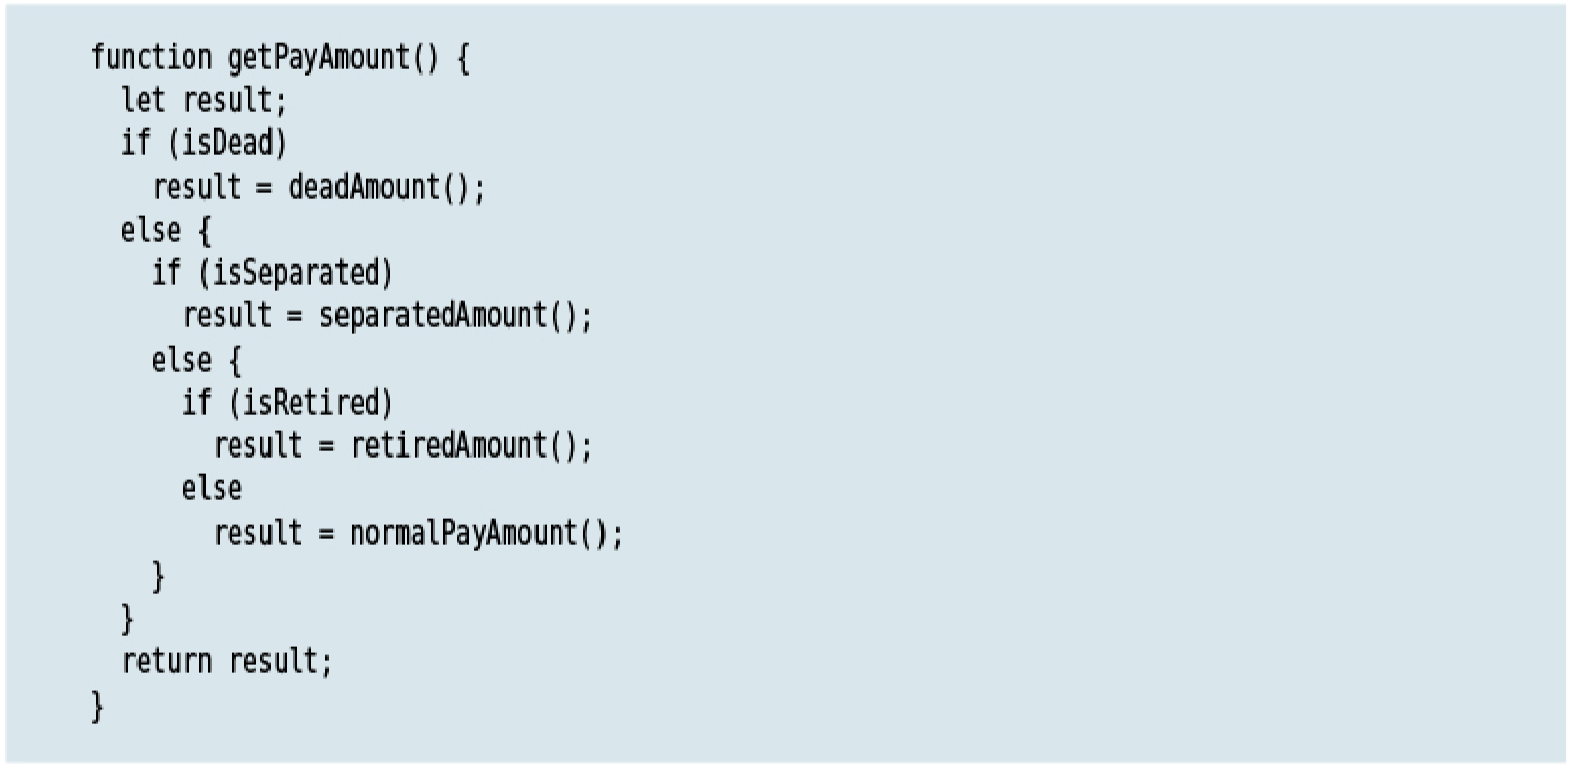 function getPayAmount() {
  let result;
  if (isDead)
    result = deadAmount();
  else {
    if (isSeparated)
      result = separatedAmount();
    else {
      if (isRetired)
        result = retiredAmount();
      else
        result = normalPayAmount();
    }
  }
  return result;
}